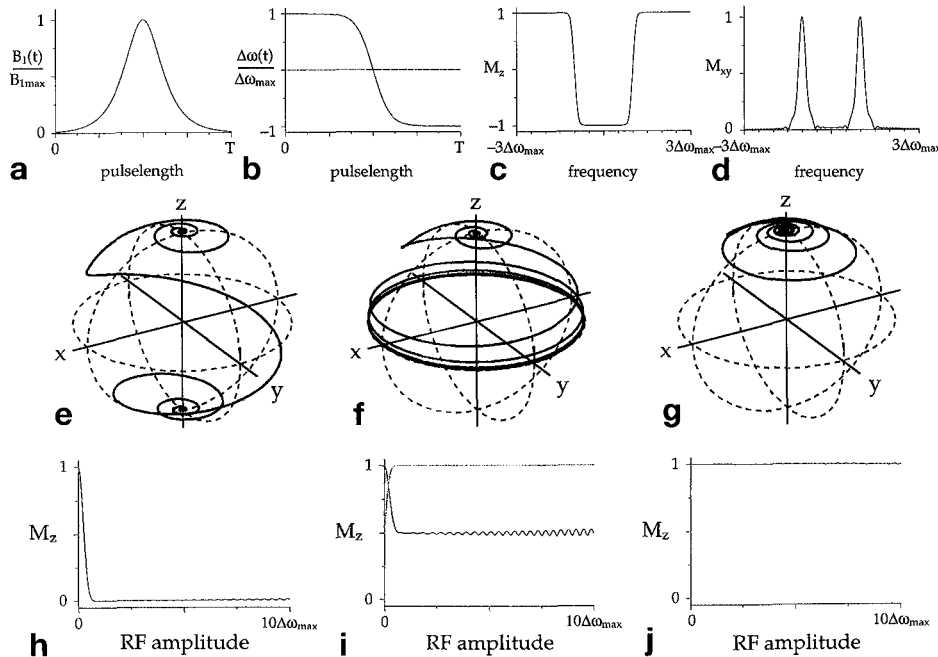 1
B₁(t)
B₁max
0
0
T
a
pulselength
1
Δω(t)
Δωmax
−1
0
T
b
pulselength
1
Mz
−1
−3Δωmax
3Δωmax
c
frequency
1
Mxy
0
−3Δωmax
3Δωmax
d
frequency
z
x
y
e
z
x
y
f
z
x
y
g
1
Mz
0
0
10Δωmax
h
RF amplitude
1
Mz
0
0
10Δωmax
i
RF amplitude
1
Mz
0
0
10Δωmax
j
RF amplitude